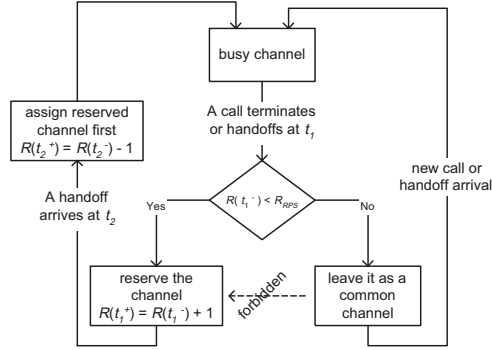 busy channel
assign reserved
channel first
R(t₂⁺) = R(t₂⁻) - 1
A call terminates
or handoffs at t₁
new call or
handoff arrival
A handoff
arrives at t₂
Yes
R( t₁⁻ ) < R_RPS
No
reserve the
channel
R(t₁⁺) = R(t₁⁻) + 1
forbidden
leave it as a
common
channel